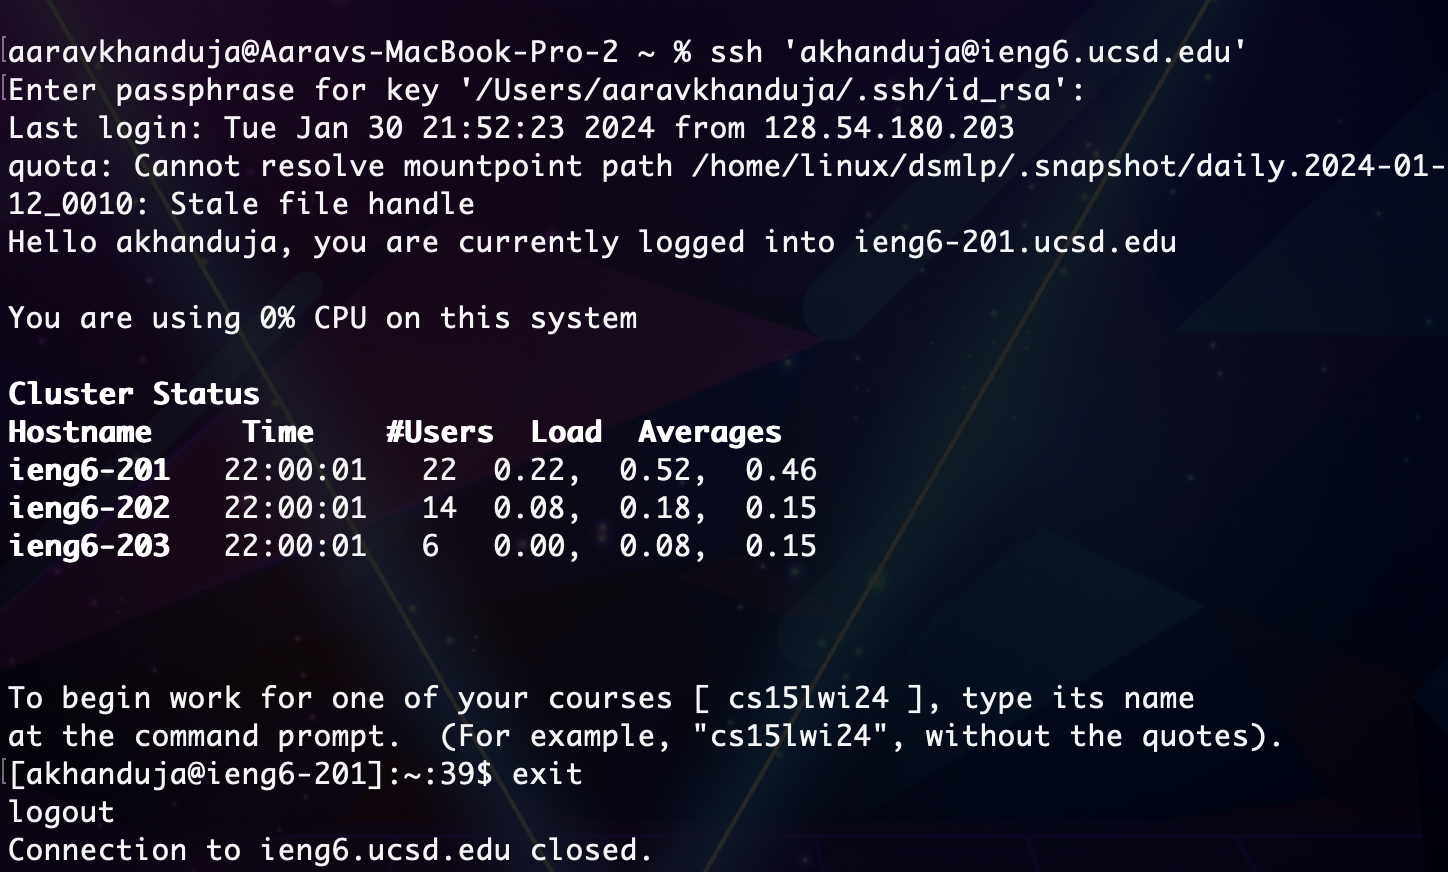 aaravkhanduja@Aaravs-MacBook-Pro-2 ~ % ssh 'akhanduja@ieng6.ucsd.edu'
Enter passphrase for key '/Users/aaravkhanduja/.ssh/id_rsa':
Last login: Tue Jan 30 21:52:23 2024 from 128.54.180.203
quota: Cannot resolve mountpoint path /home/linux/dsmlp/.snapshot/daily.2024-01-
12_0010: Stale file handle
Hello akhanduja, you are currently logged into ieng6-201.ucsd.edu
You are using 0% CPU on this system
Cluster Status
Hostname     Time    #Users  Load  Averages
ieng6-201   22:00:01   22  0.22,  0.52,  0.46
ieng6-202   22:00:01   14  0.08,  0.18,  0.15
ieng6-203   22:00:01   6   0.00,  0.08,  0.15
To begin work for one of your courses [ cs15lwi24 ], type its name
at the command prompt.  (For example, "cs15lwi24", without the quotes).
[akhanduja@ieng6-201]:~:39$ exit
logout
Connection to ieng6.ucsd.edu closed.